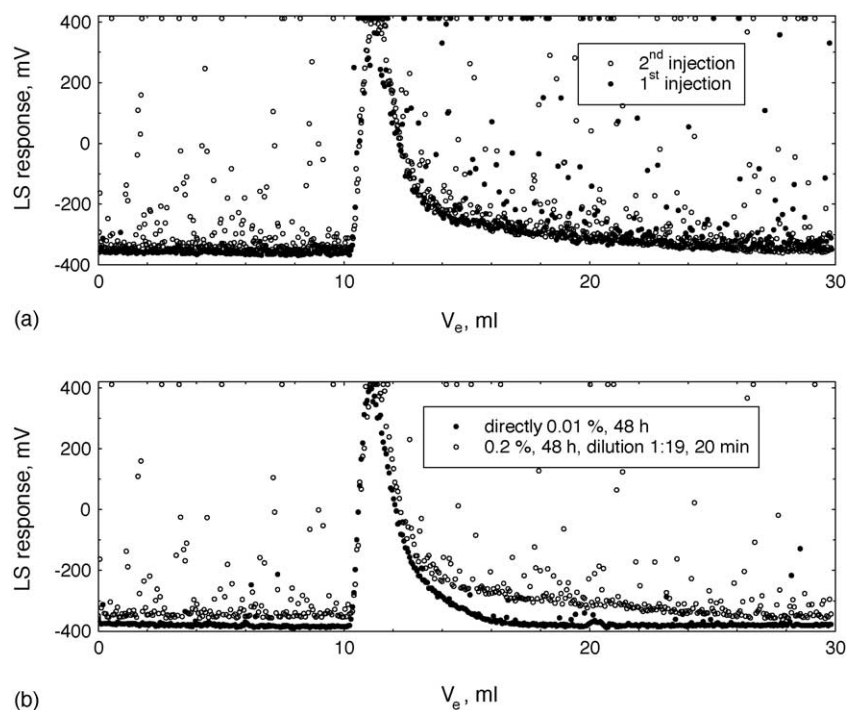 LS response, mV
400
200
0
-200
-400
2nd injection
1st injection
0
10
20
30
(a)
Ve, ml
LS response, mV
400
200
0
-200
-400
directly 0.01 %, 48 h
0.2 %, 48 h, dilution 1:19, 20 min
0
10
20
30
(b)
Ve, ml